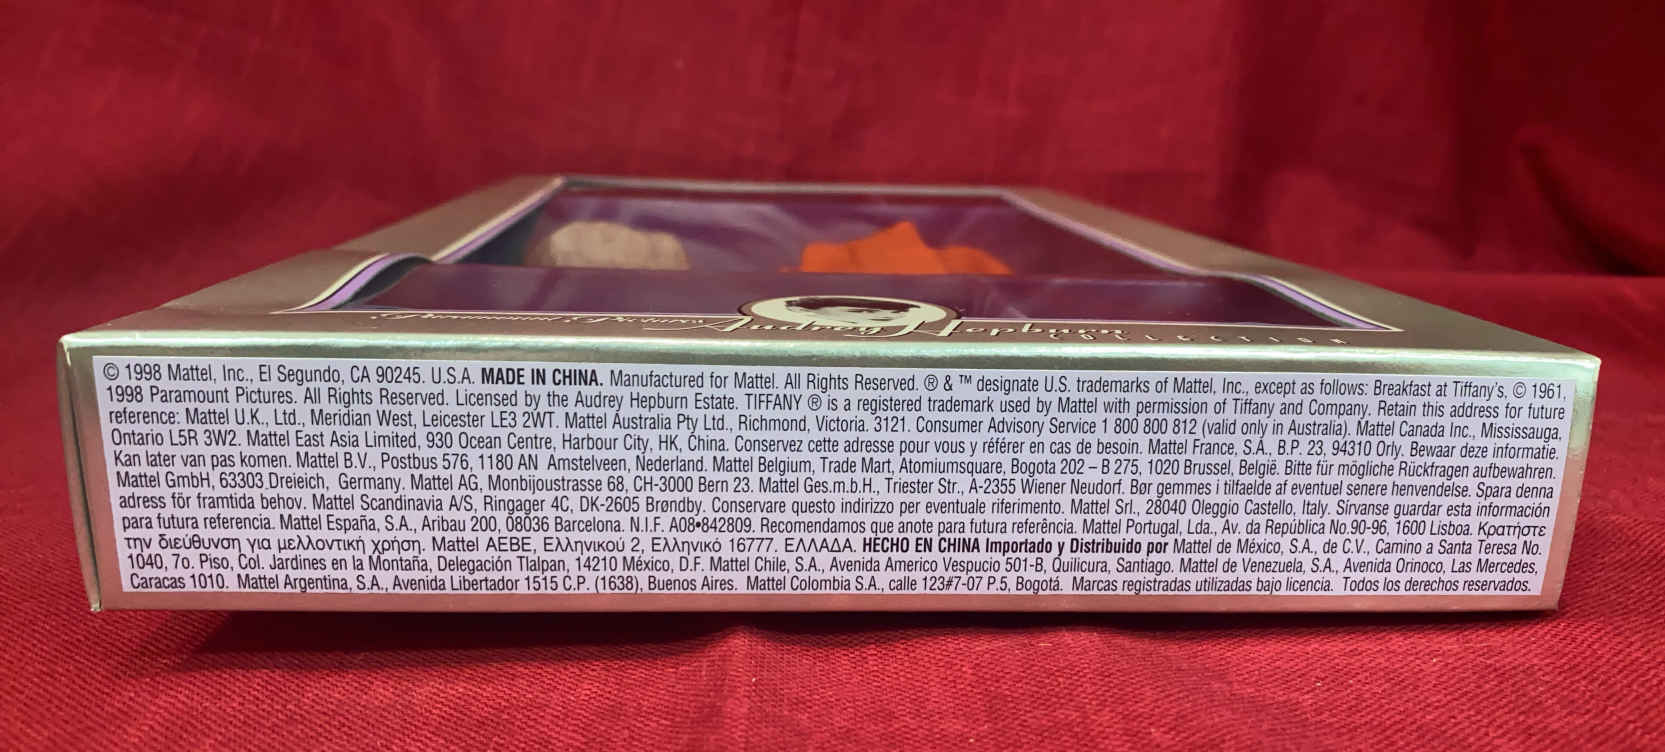 Paramount Pictures
Audrey Hepburn
COLLECTION
© 1998 Mattel, Inc., El Segundo, CA 90245. U.S.A. MADE IN CHINA. Manufactured for Mattel. All Rights Reserved. ® & ™ designate U.S. trademarks of Mattel, Inc., except as follows: Breakfast at Tiffany's, © 1961,
1998 Paramount Pictures. All Rights Reserved. Licensed by the Audrey Hepburn Estate. TIFFANY ® is a registered trademark used by Mattel with permission of Tiffany and Company. Retain this address for future
reference: Mattel U.K., Ltd., Meridian West, Leicester LE3 2WT. Mattel Australia Pty Ltd., Richmond, Victoria. 3121. Consumer Advisory Service 1 800 800 812 (valid only in Australia). Mattel Canada Inc., Mississauga,
Ontario L5R 3W2. Mattel East Asia Limited, 930 Ocean Centre, Harbour City, HK, China. Conservez cette adresse pour vous y référer en cas de besoin. Mattel France, S.A., B.P. 23, 94310 Orly. Bewaar deze informatie.
Kan later van pas komen. Mattel B.V., Postbus 576, 1180 AN Amstelveen, Nederland. Mattel Belgium, Trade Mart, Atomiumsquare, Bogota 202 – B 275, 1020 Brussel, België. Bitte für mögliche Rückfragen aufbewahren.
Mattel GmbH, 63303 Dreieich, Germany. Mattel AG, Monbijoustrasse 68, CH-3000 Bern 23. Mattel Ges.m.b.H., Triester Str., A-2355 Wiener Neudorf. Bør gemmes i tilfaelde af eventuel senere henvendelse. Spara denna
adress för framtida behov. Mattel Scandinavia A/S, Ringager 4C, DK-2605 Brøndby. Conservare questo indirizzo per eventuale riferimento. Mattel Srl., 28040 Oleggio Castello, Italy. Sirvanse guardar esta información
para futura referencia. Mattel España, S.A., Aribau 200, 08036 Barcelona. N.I.F. A08•842809. Recomendamos que anote para futura referência. Mattel Portugal, Lda., Av. da República No.90-96, 1600 Lisboa. Κρατήστε
την διεύθυνση για μελλοντική χρήση. Mattel AEBE, Ελληνικού 2, Ελληνικό 16777. ΕΛΛΑΔΑ. HECHO EN CHINA Importado y Distribuido por Mattel de México, S.A., de C.V., Camino a Santa Teresa No.
1040, 7o. Piso, Col. Jardines en la Montaña, Delegación Tlalpan, 14210 México, D.F. Mattel Chile, S.A., Avenida Americo Vespucio 501-B, Quilicura, Santiago. Mattel de Venezuela, S.A., Avenida Orinoco, Las Mercedes,
Caracas 1010. Mattel Argentina, S.A., Avenida Libertador 1515 C.P. (1638), Buenos Aires. Mattel Colombia S.A., calle 123#7-07 P.5, Bogotá. Marcas registradas utilizadas bajo licencia. Todos los derechos reservados.